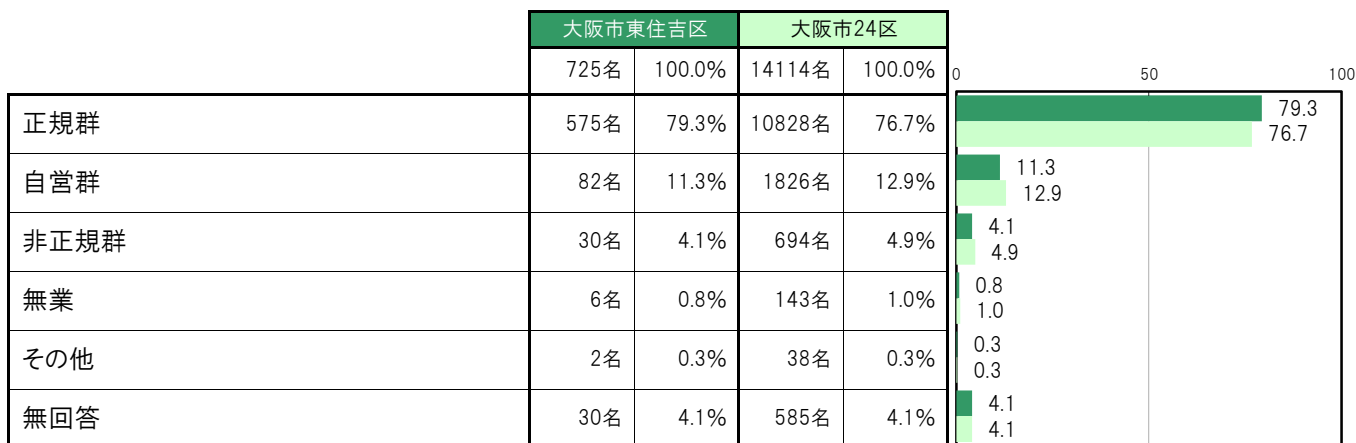 大阪市東住吉区 大阪市24区
725名 100.0% 14114名 100.0% 0 50 100
正規群 575名 79.3% 10828名 76.7% 79.3
76.7
自営群 82名 11.3% 1826名 12.9% 11.3
12.9
非正規群 30名 4.1% 694名 4.9% 4.1
4.9
無業 6名 0.8% 143名 1.0% 0.8
1.0
その他 2名 0.3% 38名 0.3% 0.3
0.3
無回答 30名 4.1% 585名 4.1% 4.1
4.1